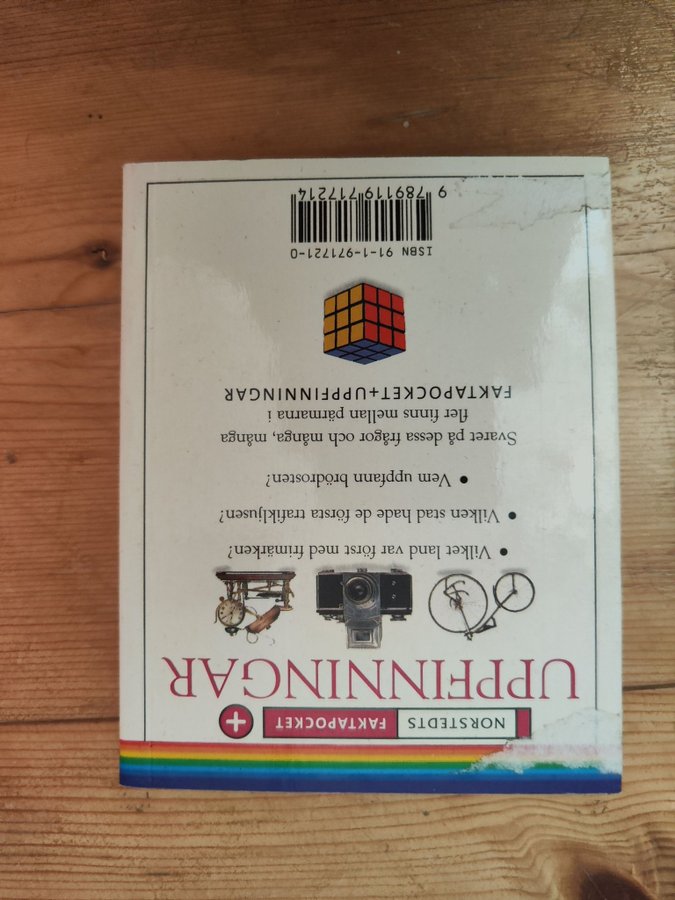 NORSTEDTS FAKTAPOCKET +
UPPFINNINGAR
• Vilket land var först med frimärken?
• Vilken stad hade de första trafikljusen?
• Vem uppfann brödrosten?
Svaret på dessa frågor och många, många
fler finns mellan pärmarna i
FAKTAPOCKET+UPPFINNINGAR
ISBN 91-1-971721-0
9 789119 717214